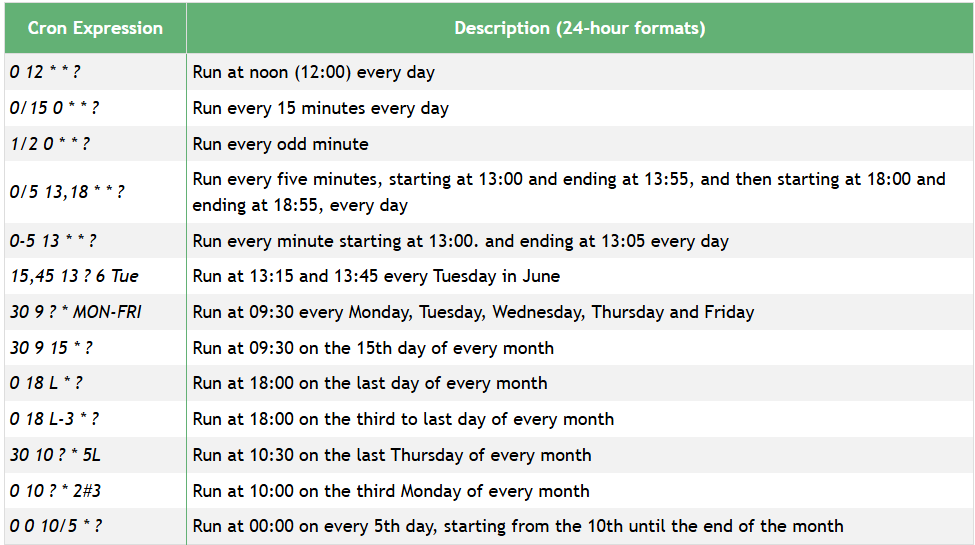 Cron Expression Description (24-hour formats)
0 12 * * ? Run at noon (12:00) every day
0/15 0 * * ? Run every 15 minutes every day
1/2 0 * * ? Run every odd minute
0/5 13,18 * * ? Run every five minutes, starting at 13:00 and ending at 13:55, and then starting at 18:00 and
ending at 18:55, every day
0-5 13 * * ? Run every minute starting at 13:00. and ending at 13:05 every day
15,45 13 ? 6 Tue Run at 13:15 and 13:45 every Tuesday in June
30 9 ? * MON-FRI Run at 09:30 every Monday, Tuesday, Wednesday, Thursday and Friday
30 9 15 * ? Run at 09:30 on the 15th day of every month
0 18 L * ? Run at 18:00 on the last day of every month
0 18 L-3 * ? Run at 18:00 on the third to last day of every month
30 10 ? * 5L Run at 10:30 on the last Thursday of every month
0 10 ? * 2#3 Run at 10:00 on the third Monday of every month
0 0 10/5 * ? Run at 00:00 on every 5th day, starting from the 10th until the end of the month